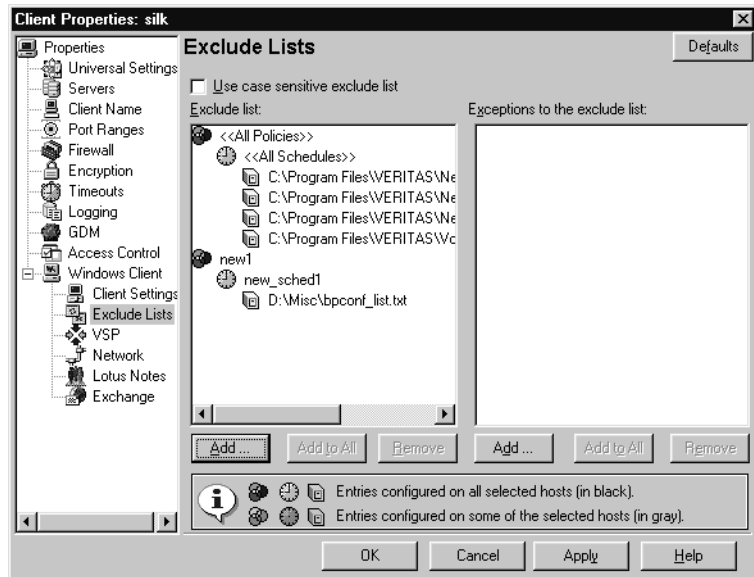 Client Properties: silk
Properties
Universal Settings
Servers
Client Name
Port Ranges
Firewall
Encryption
Timeouts
Logging
GDM
Access Control
Windows Client
Client Settings
Exclude Lists
VSP
Network
Lotus Notes
Exchange
Exclude Lists
Defaults
Use case sensitive exclude list
Exclude list:
<<All Policies>>
<<All Schedules>>
C:\Program Files\VERITAS\Ne
C:\Program Files\VERITAS\Ne
C:\Program Files\VERITAS\Ne
C:\Program Files\VERITAS\Vo
new1
new_sched1
D:\Misc\bpconf_list.txt
Add ... Add to All Remove
Exceptions to the exclude list:
Add ... Add to All Remove
Entries configured on all selected hosts (in black).
Entries configured on some of the selected hosts (in gray).
OK Cancel Apply Help